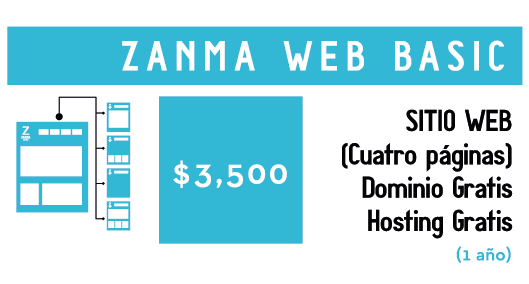 ZANMA WEB BASIC
Z
$3,500
SITIO WEB
(Cuatro páginas)
Dominio Gratis
Hosting Gratis
(1 año)